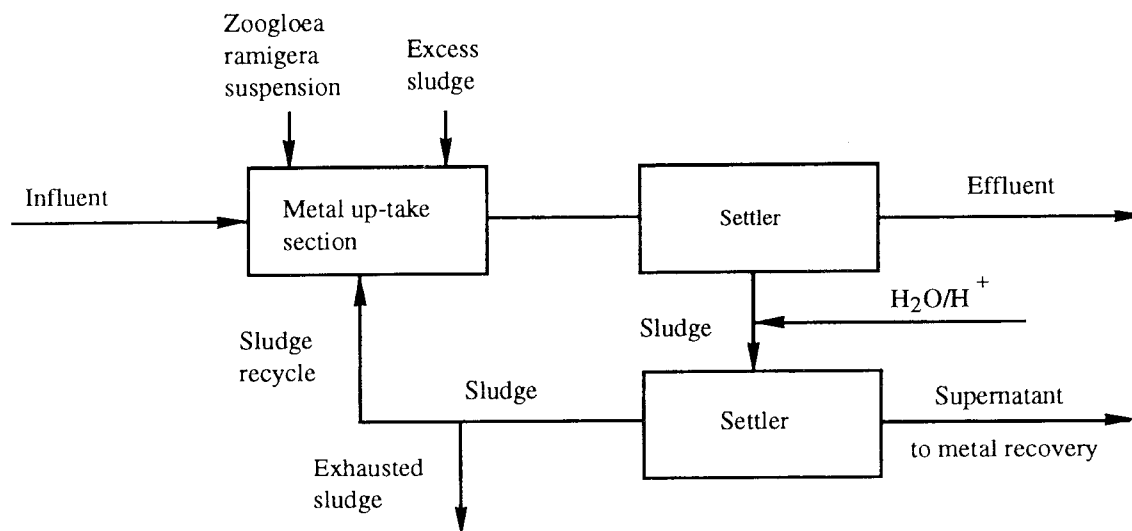 Zoogloea
ramigera
suspension
Excess
sludge
Influent
Metal up-take
section
Settler
Effluent
H₂O/H⁺
Sludge
Sludge
recycle
Sludge
Settler
Supernatant
to metal recovery
Exhausted
sludge